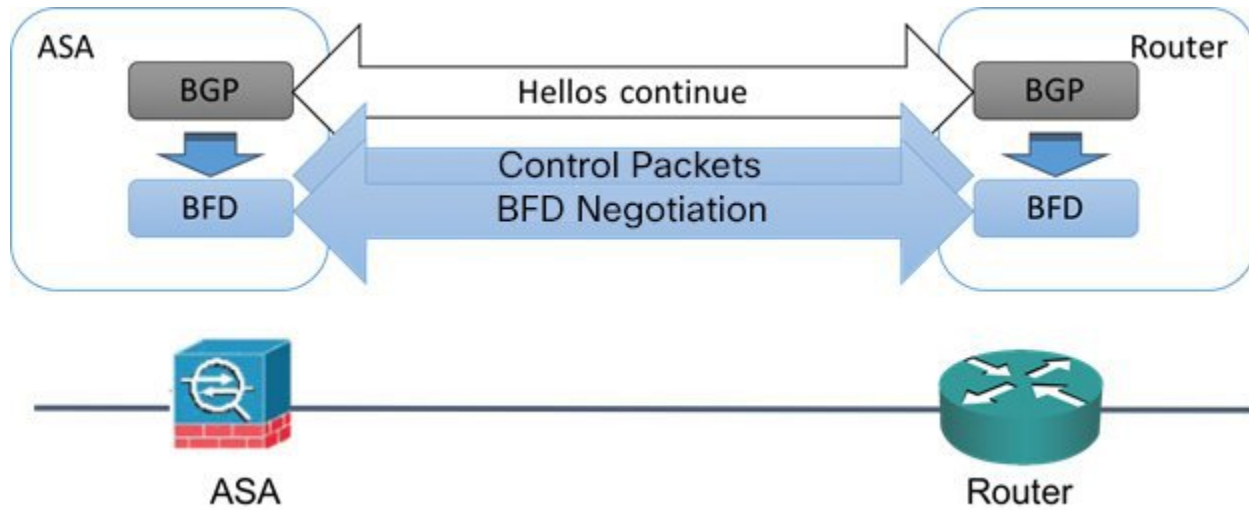 ASA
Router
BGP
Hellos continue
BGP
Control Packets
BFD
BFD Negotiation
BFD
ASA
Router